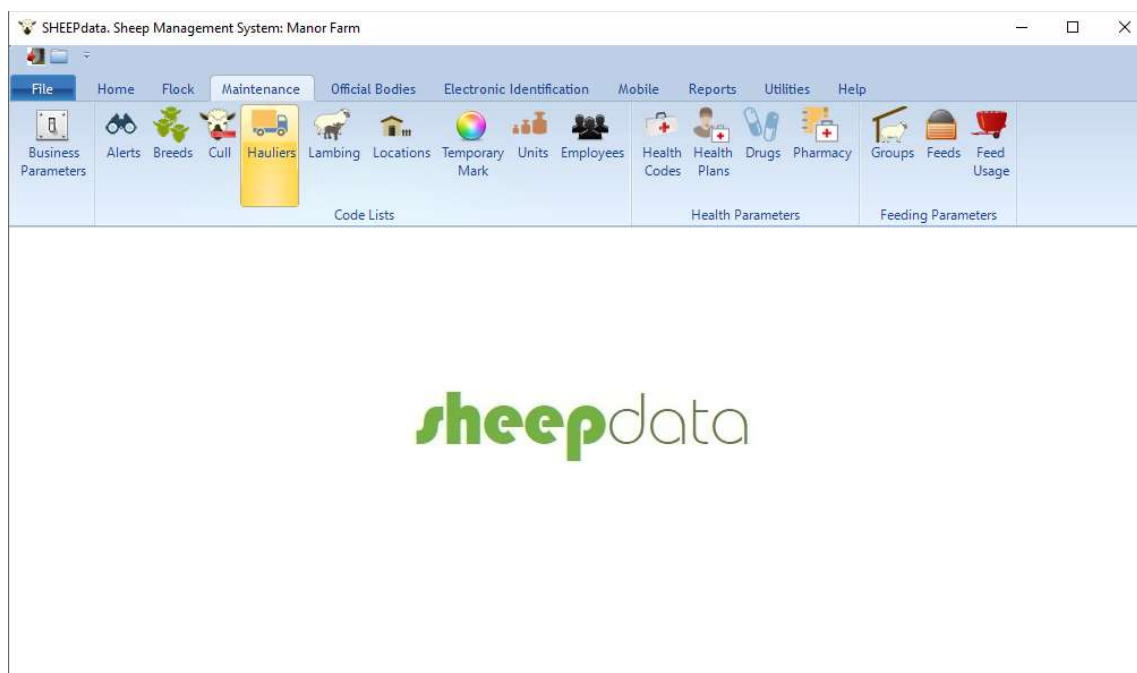 SHEEPdata. Sheep Management System: Manor Farm
File Home Flock Maintenance Official Bodies Electronic Identification Mobile Reports Utilities Help
Business Parameters Alerts Breeds Cull Hauliers Lambing Locations Temporary Mark Units Employees Health Codes Health Plans Drugs Pharmacy Groups Feeds Feed Usage
Code Lists Health Parameters Feeding Parameters
sheepdata